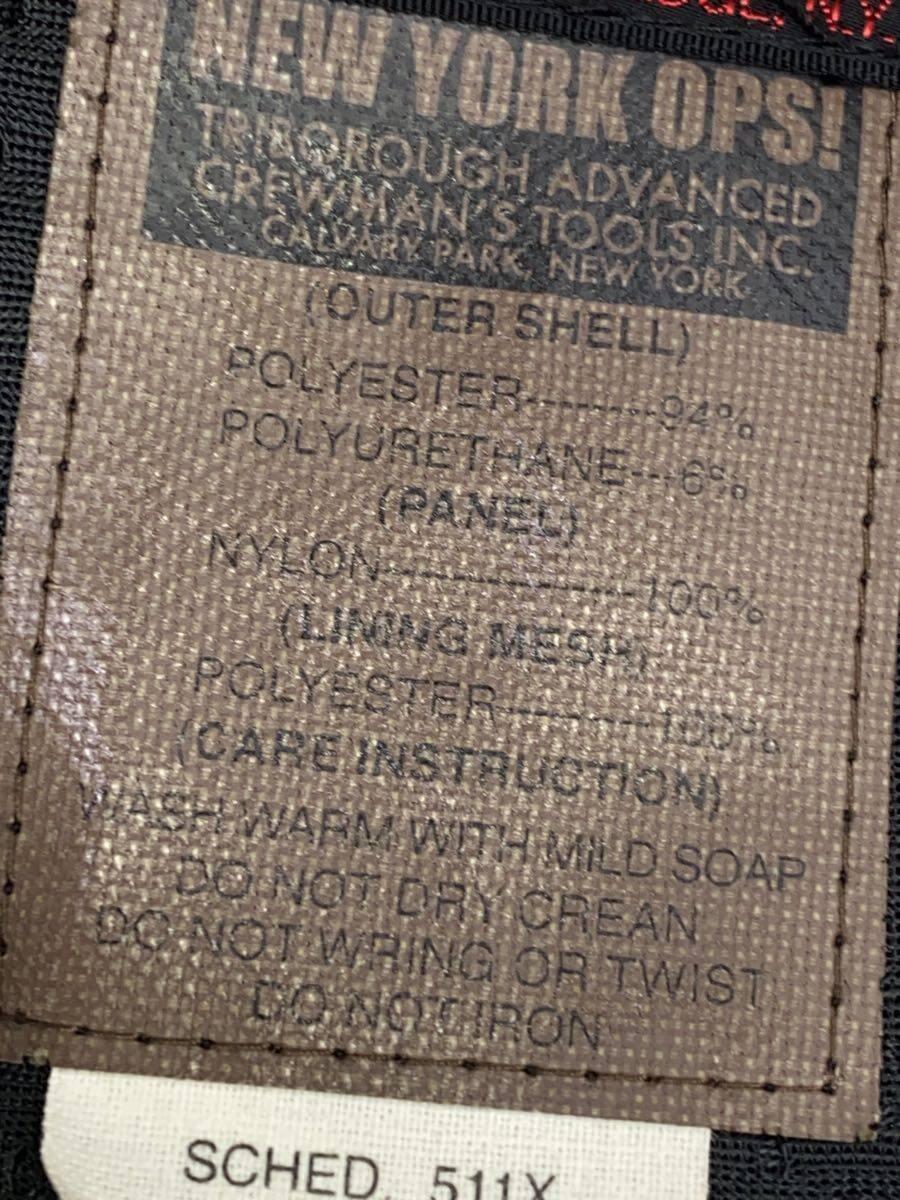 NY
NEW YORK OPS!
TRIBOROUGH ADVANCED
CREWMAN'S TOOLS INC.
CALVARY PARK, NEW YORK
(OUTER SHELL)
POLYESTER--------94%
POLYURETHANE---6%
(PANEL)
NYLON----------------100%
(LINING MESH)
POLYESTER---------100%
(CARE INSTRUCTION)
WASH WARM WITH MILD SOAP
DO NOT DRY CREAN
DO NOT WRING OR TWIST
DO NOT IRON
SCHED. 511X